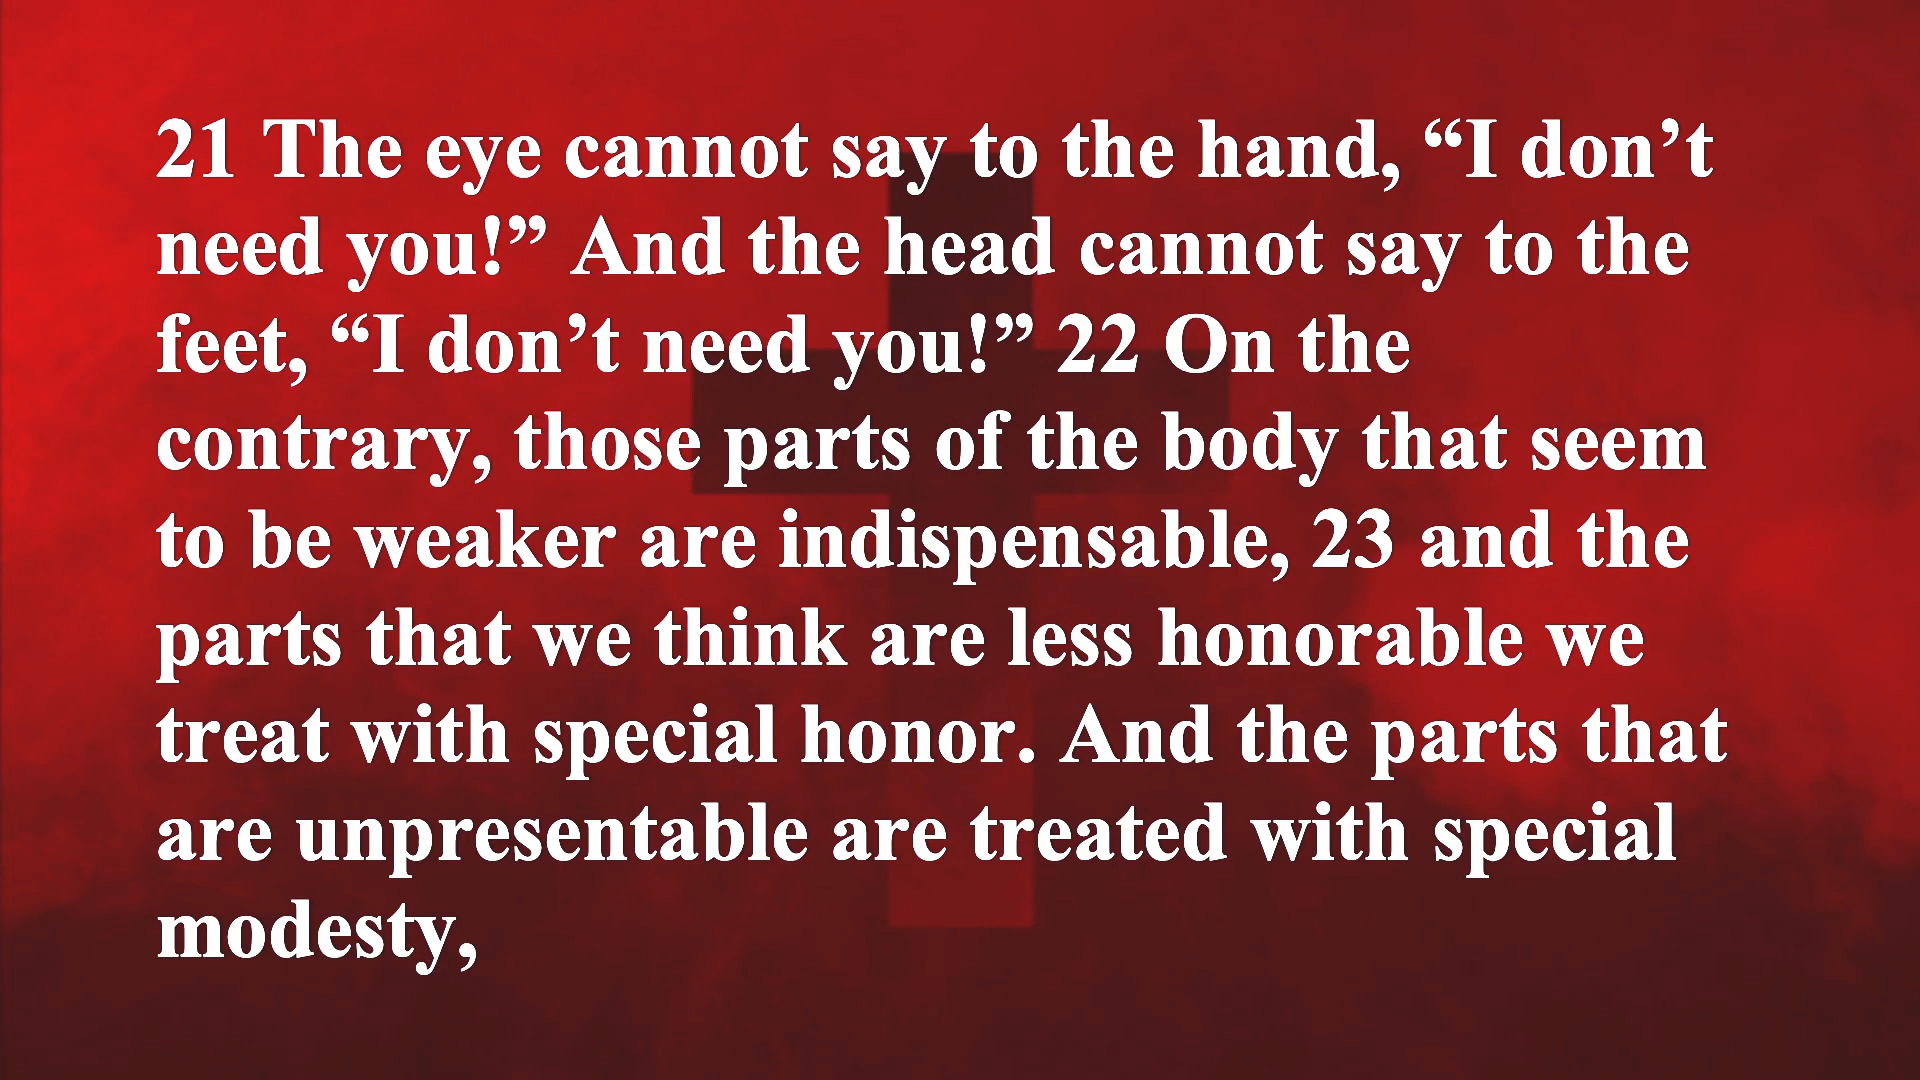 21 The eye cannot say to the hand, “I don’t
need you!” And the head cannot say to the
feet, “I don’t need you!” 22 On the
contrary, those parts of the body that seem
to be weaker are indispensable, 23 and the
parts that we think are less honorable we
treat with special honor. And the parts that
are unpresentable are treated with special
modesty,